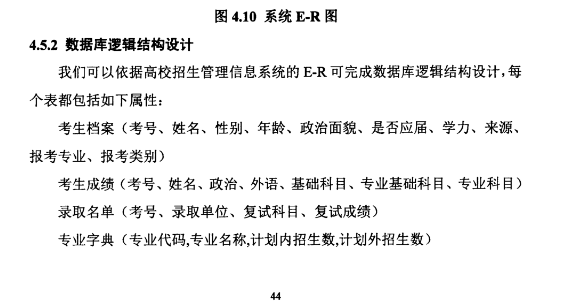 图 4.10 系统 E-R 图
4.5.2 数据库逻辑结构设计
我们可以依据高校招生管理信息系统的 E-R 可完成数据库逻辑结构设计，每
个表都包括如下属性：
考生档案（考号、姓名、性别、年龄、政治面貌、是否应届、学力、来源、
报考专业、报考类别）
考生成绩（考号、姓名、政治、外语、基础科目、专业基础科目、专业科目）
录取名单（考号、录取单位、复试科目、复试成绩）
专业字典（专业代码,专业名称,计划内招生数,计划外招生数）
44